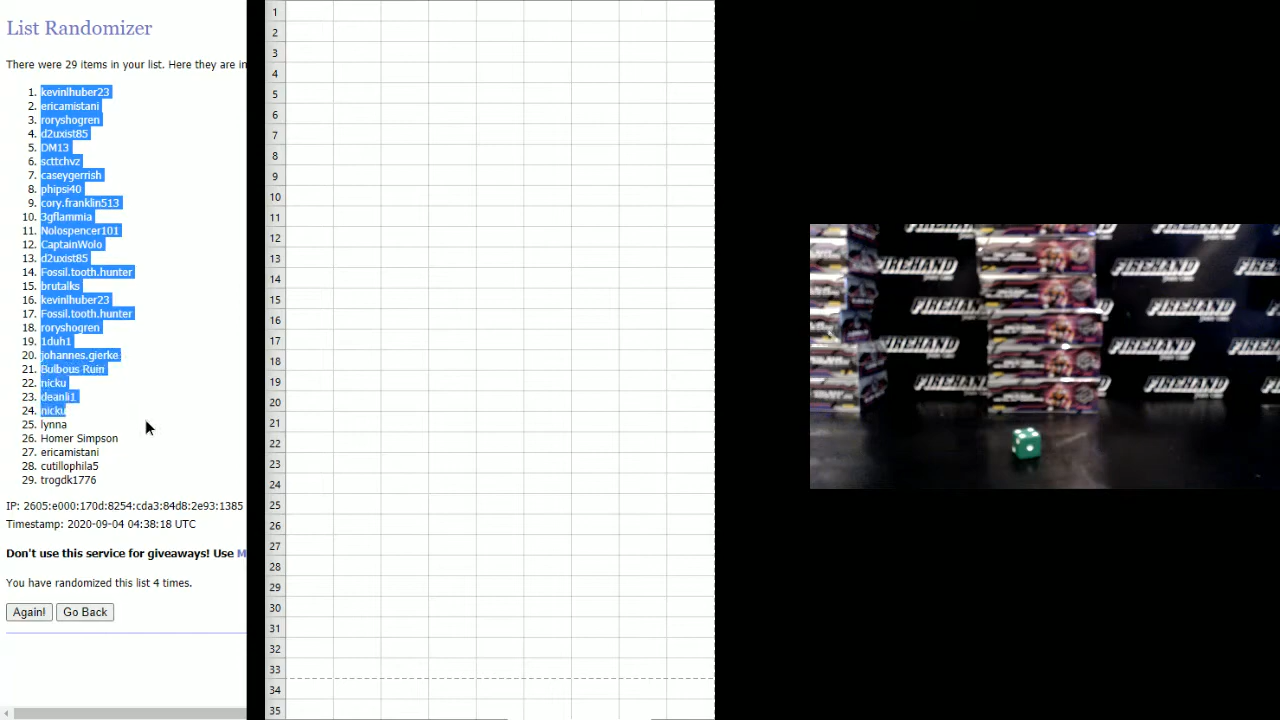 List Randomizer
There were 29 items in your list. Here they are in
1. kevinlhuber23
2. ericamistani
3. roryshogren
4. d2uxist85
5. DM13
6. scttchvz
7. caseygerrish
8. phipsi40
9. cory.franklin513
10. 3gflammia
11. Nolospencer101
12. CaptainWolo
13. d2uxist85
14. Fossil.tooth.hunter
15. brutalks
16. kevinlhuber23
17. Fossil.tooth.hunter
18. roryshogren
19. 1duh1
20. johannes.gierke
21. Bulbous Ruin
22. nicku
23. deanli1
24. nicku
25. lynna
26. Homer Simpson
27. ericamistani
28. cutillophila5
29. trogdk1776
IP: 2605:e000:170d:8254:cda3:84d8:2e93:1385
Timestamp: 2020-09-04 04:38:18 UTC
Don't use this service for giveaways! Use M
You have randomized this list 4 times.
Again! Go Back
1
2
3
4
5
6
7
8
9
10
11
12
13
14
15
16
17
18
19
20
21
22
23
24
25
26
27
28
29
30
31
32
33
34
35
FIREHAND
FIREHAND
FIREHAND
FIREHAND
FIREHAND
FIREHAND
FIREHAND
FIREHAND